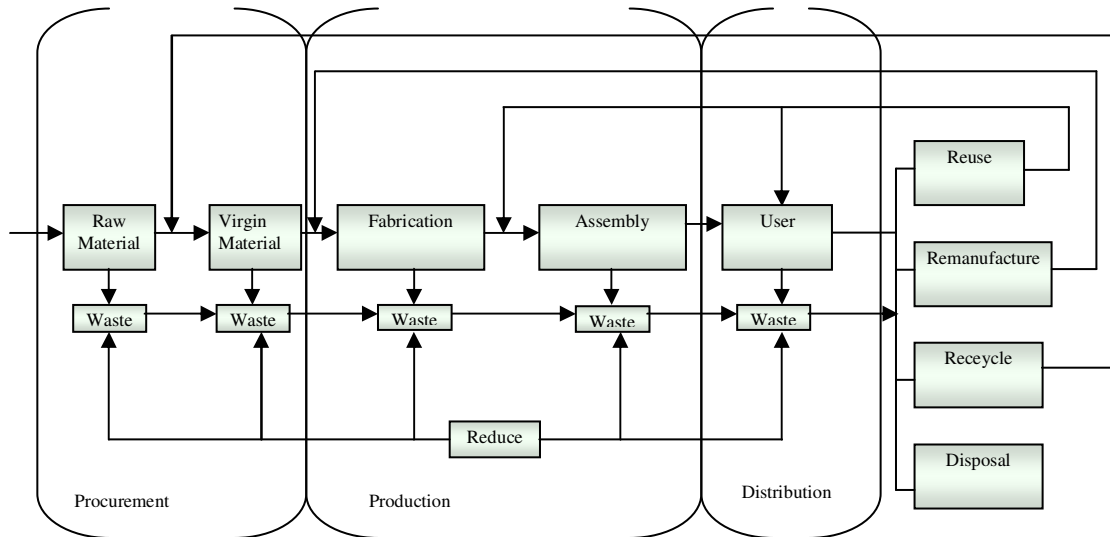 Reuse
Raw
Material
Virgin
Material
Fabrication
Assembly
User
Remanufacture
Waste
Waste
Waste
Waste
Waste
Receycle
Reduce
Disposal
Procurement
Production
Distribution